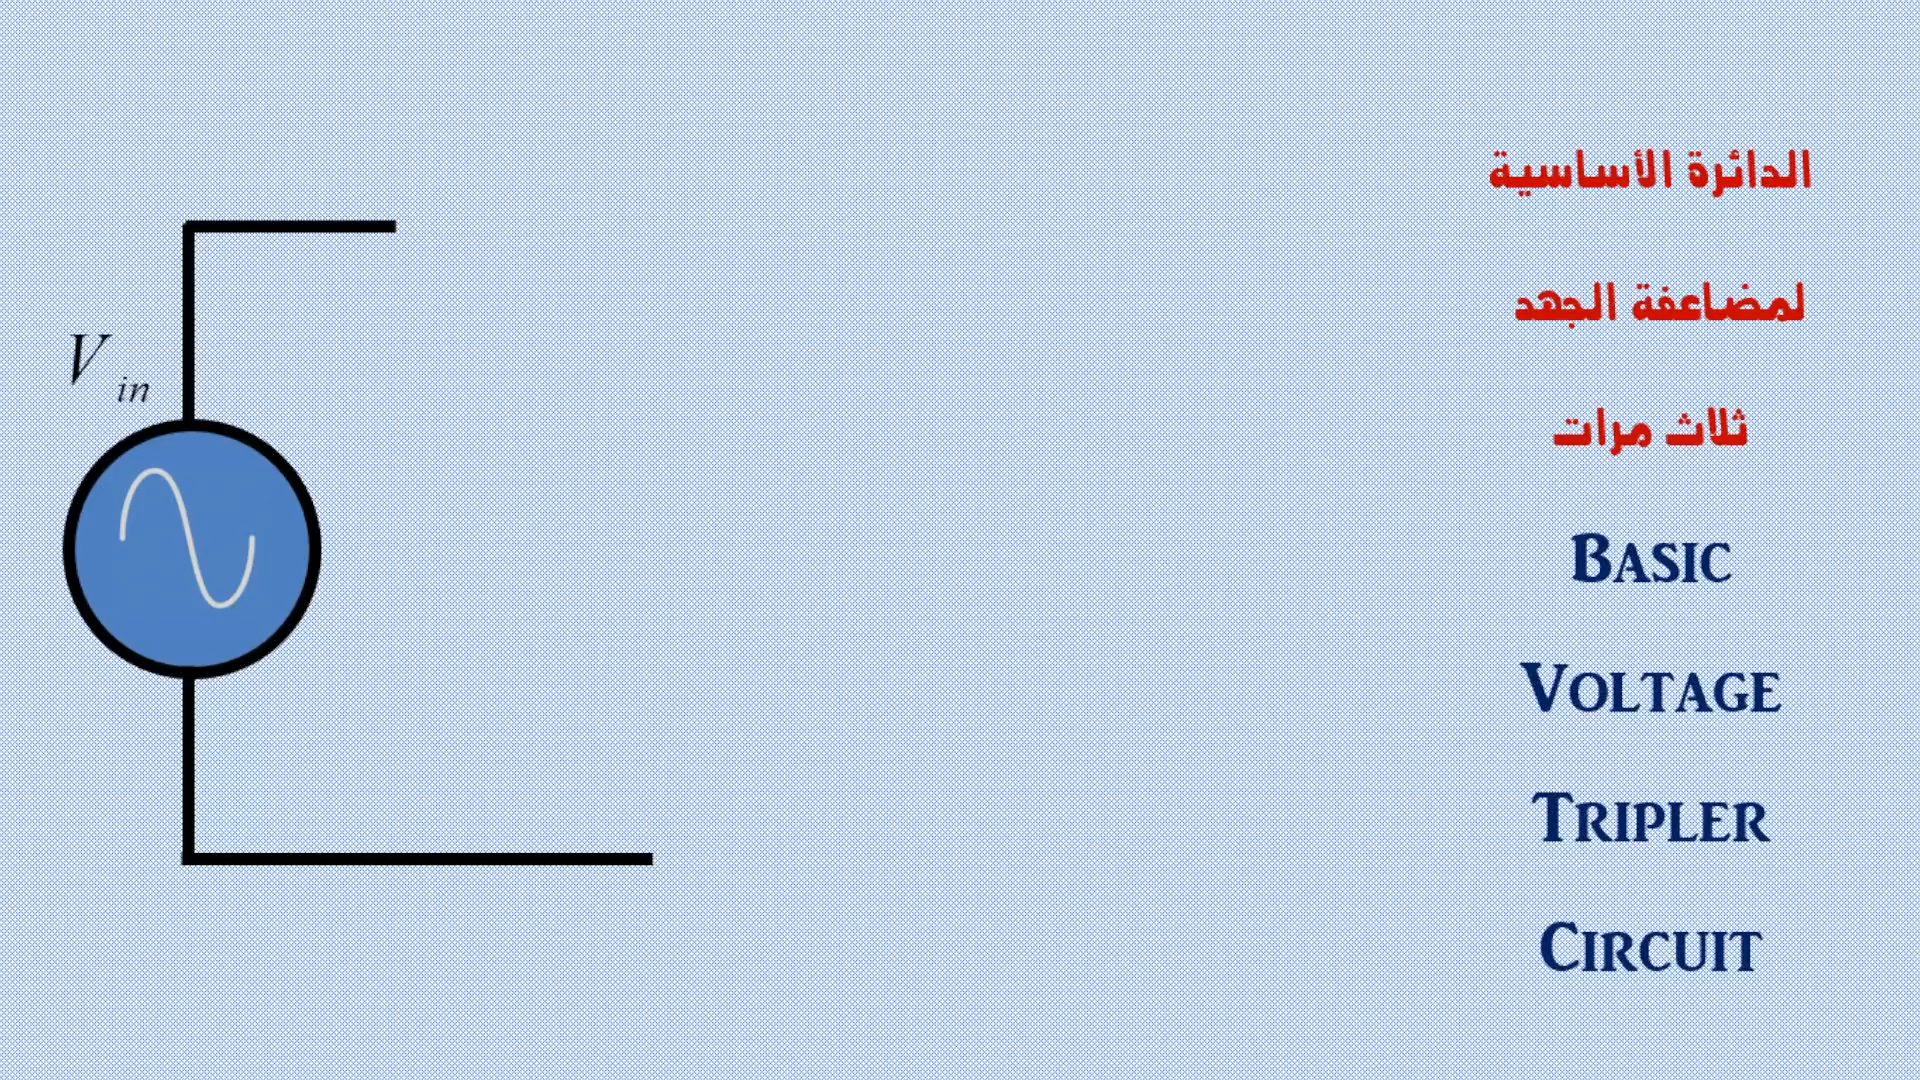 الدائرة الأساسية
لمضاعفة الجهد
ثلاث مرات
BASIC
VOLTAGE
TRIPLER
CIRCUIT
V in